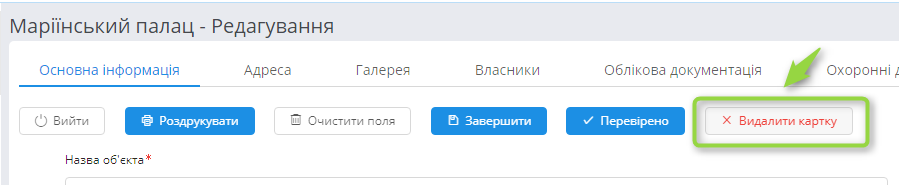 Маріїнський палац - Редагування
Основна інформація Адреса Галерея Власники Облікова документація Охоронні д
Вийти Роздрукувати Очистити поля Завершити Перевірено Видалити картку
Назва об'єкта*